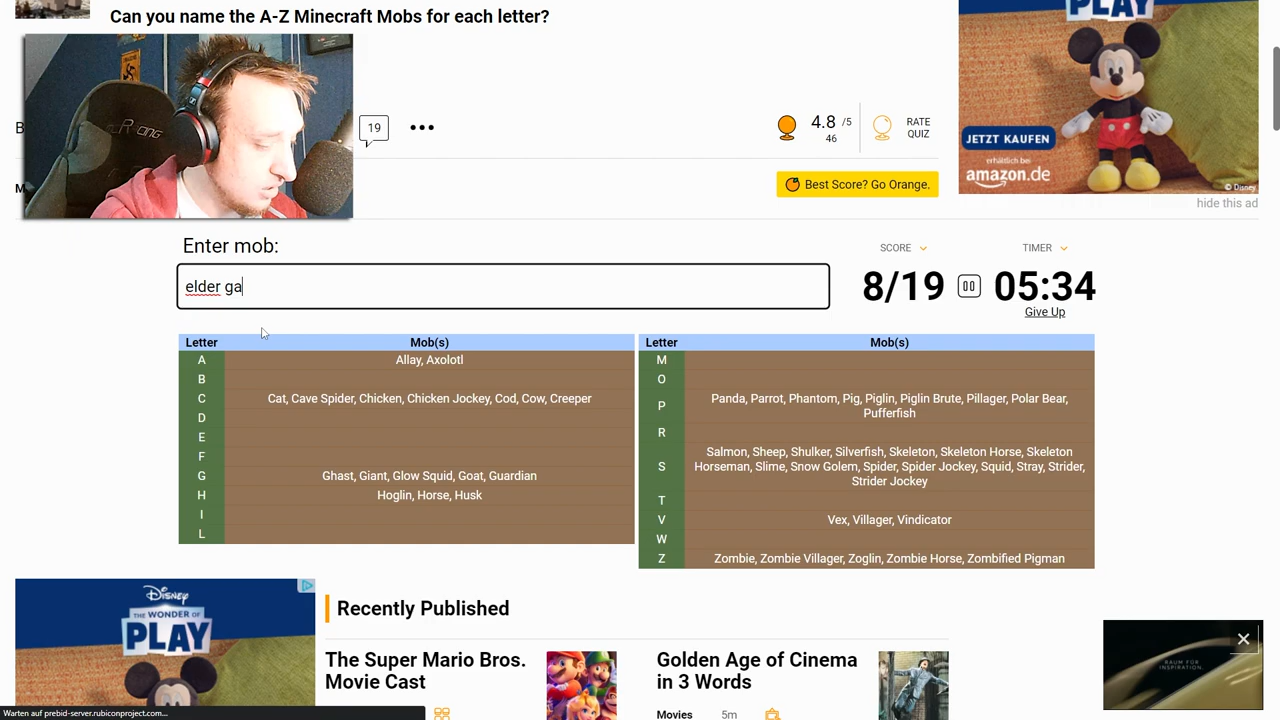 Can you name the A-Z Minecraft Mobs for each letter?
PLAY
B
19
4.8 /5
46
RATE
QUIZ
JETZT KAUFEN
erhältlich bei
amazon.de
© Disney
M
Best Score? Go Orange.
hide this ad
Enter mob:
SCORE
TIMER
elder ga
8/19
05:34
Give Up
Letter Mob(s)
A Allay, Axolotl
B
C Cat, Cave Spider, Chicken, Chicken Jockey, Cod, Cow, Creeper
D
E
F
G Ghast, Giant, Glow Squid, Goat, Guardian
H Hoglin, Horse, Husk
I
L
Letter Mob(s)
M
O
P Panda, Parrot, Phantom, Pig, Piglin, Piglin Brute, Pillager, Polar Bear,
Pufferfish
R
Salmon, Sheep, Shulker, Silverfish, Skeleton, Skeleton Horse, Skeleton
S Horseman, Slime, Snow Golem, Spider, Spider Jockey, Squid, Stray, Strider,
Strider Jockey
T
V Vex, Villager, Vindicator
W
Z Zombie, Zombie Villager, Zoglin, Zombie Horse, Zombified Pigman
Disney
THE WONDER OF
PLAY
Recently Published
The Super Mario Bros.
Movie Cast
Golden Age of Cinema
in 3 Words
Movies 5m
RAUM FÜR
INSPIRATION.
Warten auf prebid-server.rubiconproject.com...